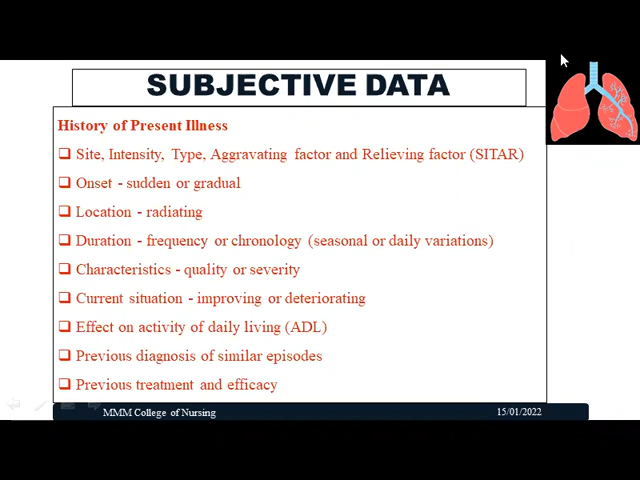 SUBJECTIVE DATA
History of Present Illness
Site, Intensity, Type, Aggravating factor and Relieving factor (SITAR)
Onset - sudden or gradual
Location - radiating
Duration - frequency or chronology (seasonal or daily variations)
Characteristics - quality or severity
Current situation - improving or deteriorating
Effect on activity of daily living (ADL)
Previous diagnosis of similar episodes
Previous treatment and efficacy
MMM College of Nursing
15/01/2022